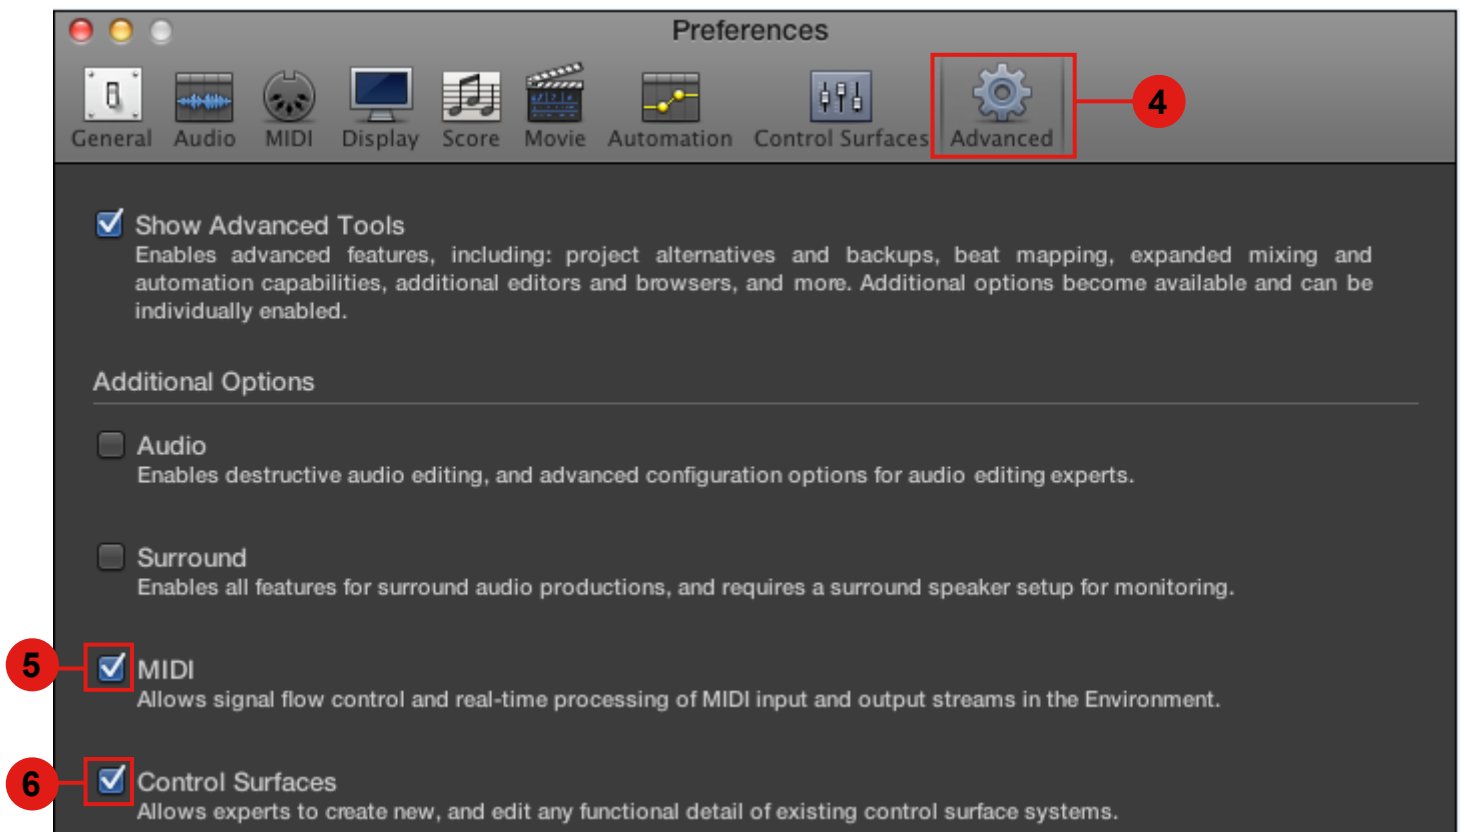 Preferences
General Audio MIDI Display Score Movie Automation Control Surfaces Advanced
4
Show Advanced Tools
Enables advanced features, including: project alternatives and backups, beat mapping, expanded mixing and
automation capabilities, additional editors and browsers, and more. Additional options become available and can be
individually enabled.
Additional Options
Audio
Enables destructive audio editing, and advanced configuration options for audio editing experts.
Surround
Enables all features for surround audio productions, and requires a surround speaker setup for monitoring.
5
MIDI
Allows signal flow control and real-time processing of MIDI input and output streams in the Environment.
6
Control Surfaces
Allows experts to create new, and edit any functional detail of existing control surface systems.